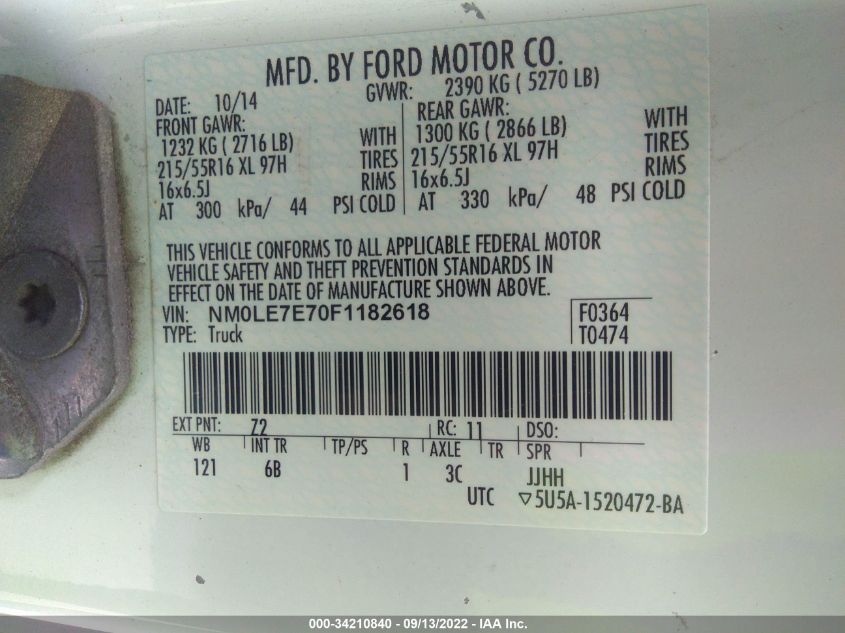 MFD. BY FORD MOTOR CO.
DATE: 10/14 GVWR: 2390 KG ( 5270 LB)
FRONT GAWR: REAR GAWR:
1232 KG ( 2716 LB) WITH 1300 KG ( 2866 LB) WITH
215/55R16 XL 97H TIRES 215/55R16 XL 97H TIRES
16x6.5J RIMS 16x6.5J RIMS
AT 300 kPa/ 44 PSI COLD AT 330 kPa/ 48 PSI COLD
THIS VEHICLE CONFORMS TO ALL APPLICABLE FEDERAL MOTOR
VEHICLE SAFETY AND THEFT PREVENTION STANDARDS IN
EFFECT ON THE DATE OF MANUFACTURE SHOWN ABOVE.
VIN: NM0LE7E70F1182618 F0364
TYPE: Truck T0474
EXT PNT: Z2 RC: 11 DSO:
WB INT TR TP/PS R AXLE TR SPR
121 6B 1 3C JJHH
UTC ▽5U5A-1520472-BA
000-34210840 - 09/13/2022 - IAA Inc.